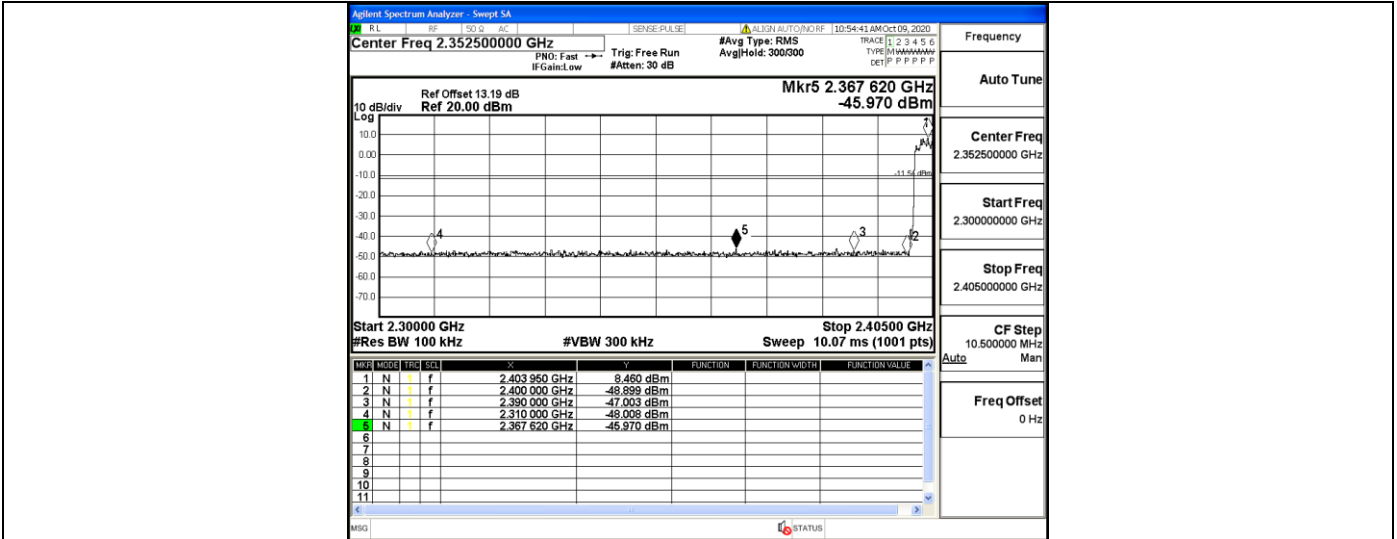 Agilent Spectrum Analyzer - Swept SA
RL RF 50 Ω AC SENSE:PULSE ALIGN AUTO/NO RF 10:54:41 AM Oct 09, 2020
Center Freq 2.352500000 GHz
PNO: Fast
IFGain:Low
Trig: Free Run
#Atten: 30 dB
#Avg Type: RMS
Avg|Hold: 300/300
TRACE 1 2 3 4 5 6
TYPE M
DET P P P P P P
Ref Offset 13.19 dB
Ref 20.00 dBm
10 dB/div
Log
Mkr5 2.367 620 GHz
-45.970 dBm
10.0
0.00
-10.0
-20.0
-30.0
-40.0
-50.0
-60.0
-70.0
-11.54 dBm
1
4
5
3
2
Start 2.30000 GHz Stop 2.40500 GHz
#Res BW 100 kHz #VBW 300 kHz Sweep 10.07 ms (1001 pts)
MKR MODE TRC SCL X Y FUNCTION FUNCTION WIDTH FUNCTION VALUE
1 N 1 f 2.403 950 GHz 8.460 dBm
2 N 1 f 2.400 000 GHz -48.899 dBm
3 N 1 f 2.390 000 GHz -47.003 dBm
4 N 1 f 2.310 000 GHz -48.008 dBm
5 N 1 f 2.367 620 GHz -45.970 dBm
6
7
8
9
10
11
MSG STATUS
Frequency
Auto Tune
Center Freq
2.352500000 GHz
Start Freq
2.300000000 GHz
Stop Freq
2.405000000 GHz
CF Step
10.500000 MHz
Auto Man
Freq Offset
0 Hz